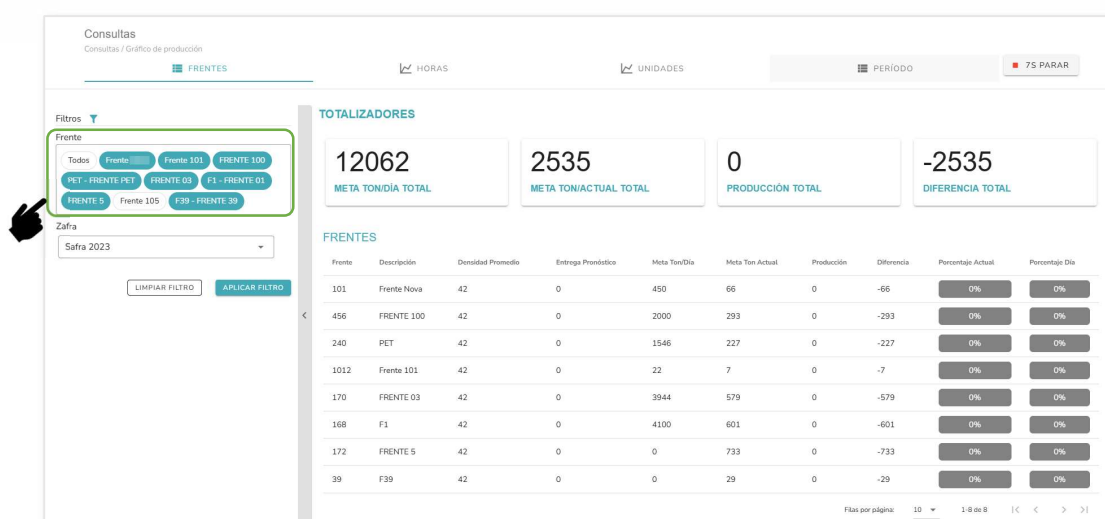 Consultas
Consultas / Gráfico de producción
FRENTES HORAS UNIDADES PERÍODO 7S PARAR
Filtros
Frente
Todos Frente Frente 101 FRENTE 100
PET - FRENTE PET FRENTE 03 F1 - FRENTE 01
FRENTE 5 Frente 105 F39 - FRENTE 39
Zafra
Safra 2023
LIMPIAR FILTRO APLICAR FILTRO
TOTALIZADORES
12062 2535 0 -2535
META TON/DÍA TOTAL META TON/ACTUAL TOTAL PRODUCCIÓN TOTAL DIFERENCIA TOTAL
FRENTES
Frente Descripción Densidad Promedio Entrega Pronóstico Meta Ton/Día Meta Ton Actual Producción Diferencia Porcentaje Actual Porcentaje Día
101 Frente Nova 42 0 450 66 0 -66 0% 0%
456 FRENTE 100 42 0 2000 293 0 -293 0% 0%
240 PET 42 0 1546 227 0 -227 0% 0%
1012 Frente 101 42 0 22 7 0 -7 0% 0%
170 FRENTE 03 42 0 3944 579 0 -579 0% 0%
168 F1 42 0 4100 601 0 -601 0% 0%
172 FRENTE 5 42 0 0 733 0 -733 0% 0%
39 F39 42 0 0 29 0 -29 0% 0%
Filas por página: 10 1-8 de 8